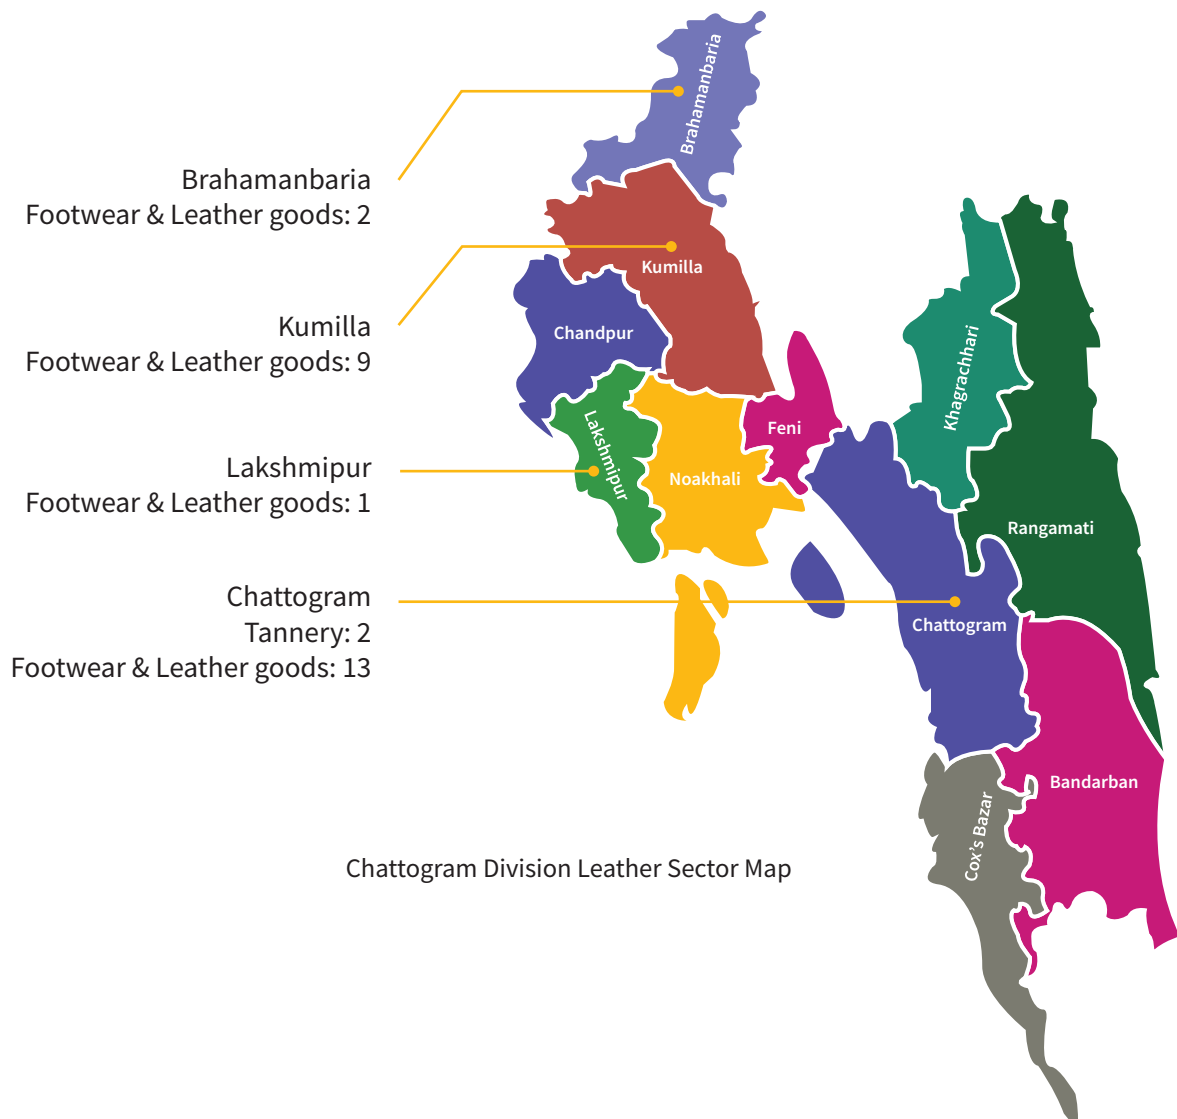 Brahamanbaria
Brahamanbaria
Footwear & Leather goods: 2
Kumilla
Kumilla
Footwear & Leather goods: 9
Chandpur
Khagrachhari
Lakshmipur
Feni
Lakshmipur
Footwear & Leather goods: 1
Noakhali
Rangamati
Chattogram
Tannery: 2
Footwear & Leather goods: 13
Chattogram
Bandarban
Cox's Bazar
Chattogram Division Leather Sector Map